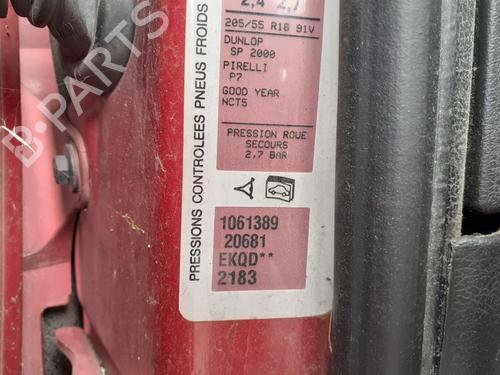 2,4 2,7
205/55 R16 91V
DUNLOP
SP 2000
PIRELLI
P7
GOOD YEAR
NCT5
PRESSION ROUE
SECOURS
2,7 BAR
PRESSIONS CONTROLEES PNEUS FROIDS
1061389
20681
EKQD**
2183
B-PARTS